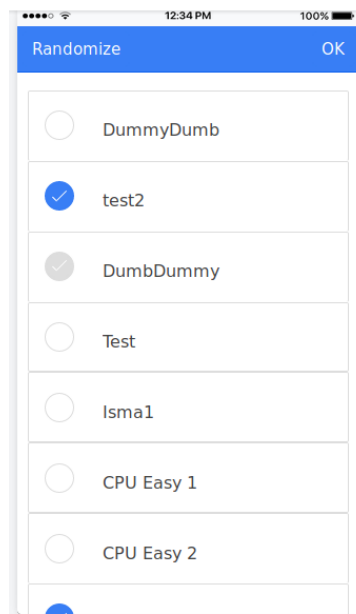 12:34 PM 100%
Randomize OK
DummyDumb
test2
DumbDummy
Test
Isma1
CPU Easy 1
CPU Easy 2